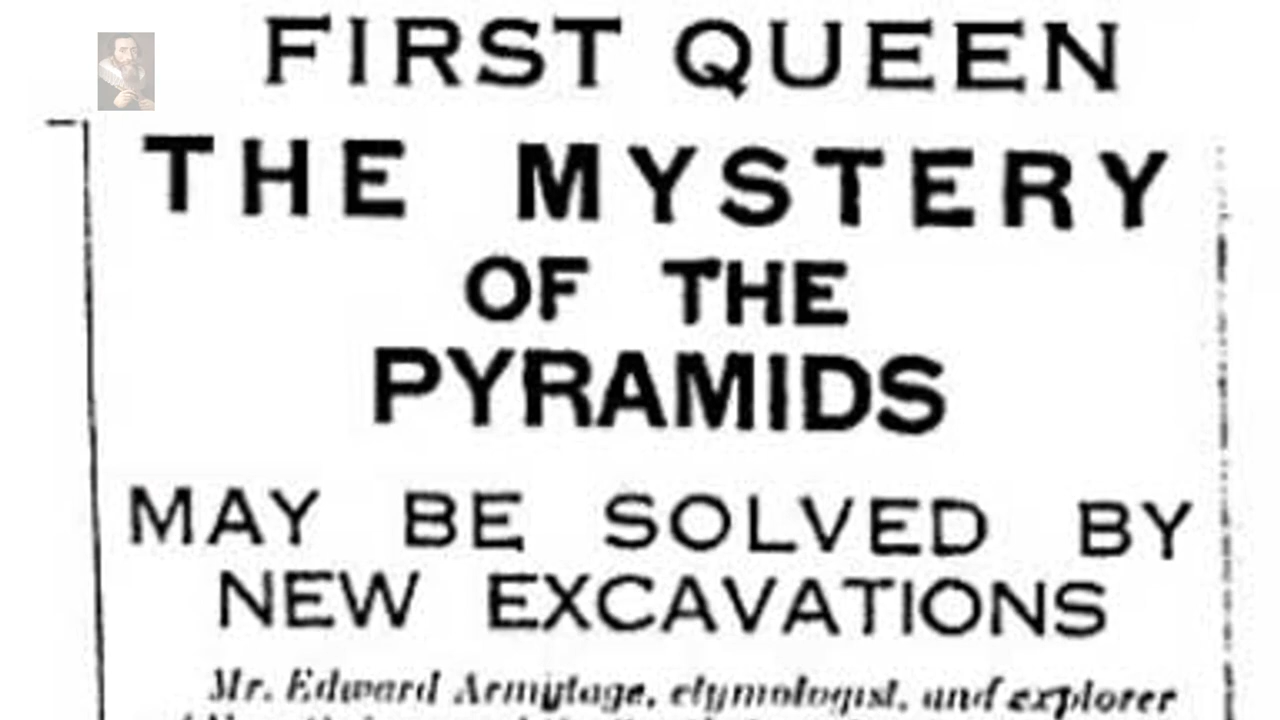 FIRST QUEEN
THE MYSTERY
OF THE
PYRAMIDS
MAY BE SOLVED BY
NEW EXCAVATIONS
Mr. Edward Armytage, etymologist, and explorer